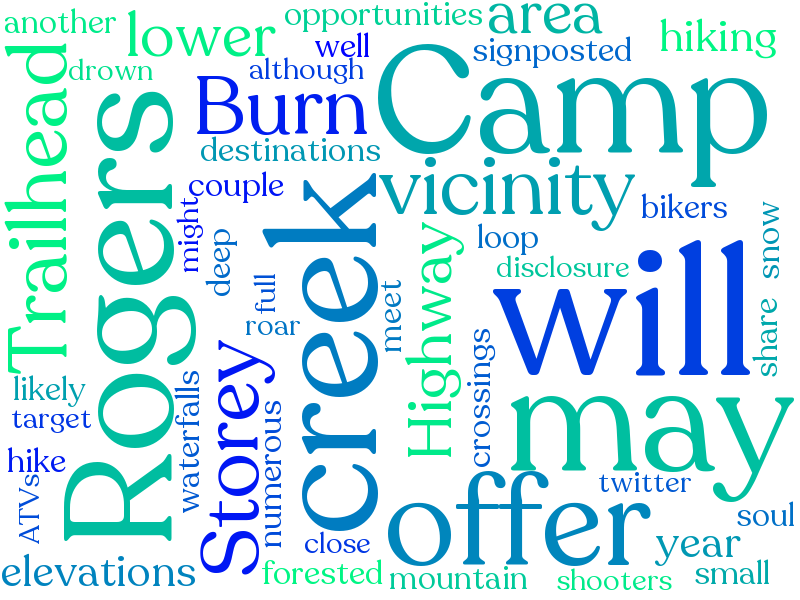 another
lower
opportunities
area
well
signposted
hiking
drown
although
Burn
Camp
Trailhead
Rogers
destinations
couple
vicinity
bikers
might
deep
creek
loop
snow
disclosure
Highway
will
full
roar
meet
share
likely
target
waterfalls
Storey
numerous
crossings
may
hike
ATVs
offer
twitter
soul
close
year
elevations
forested
mountain
shooters
small